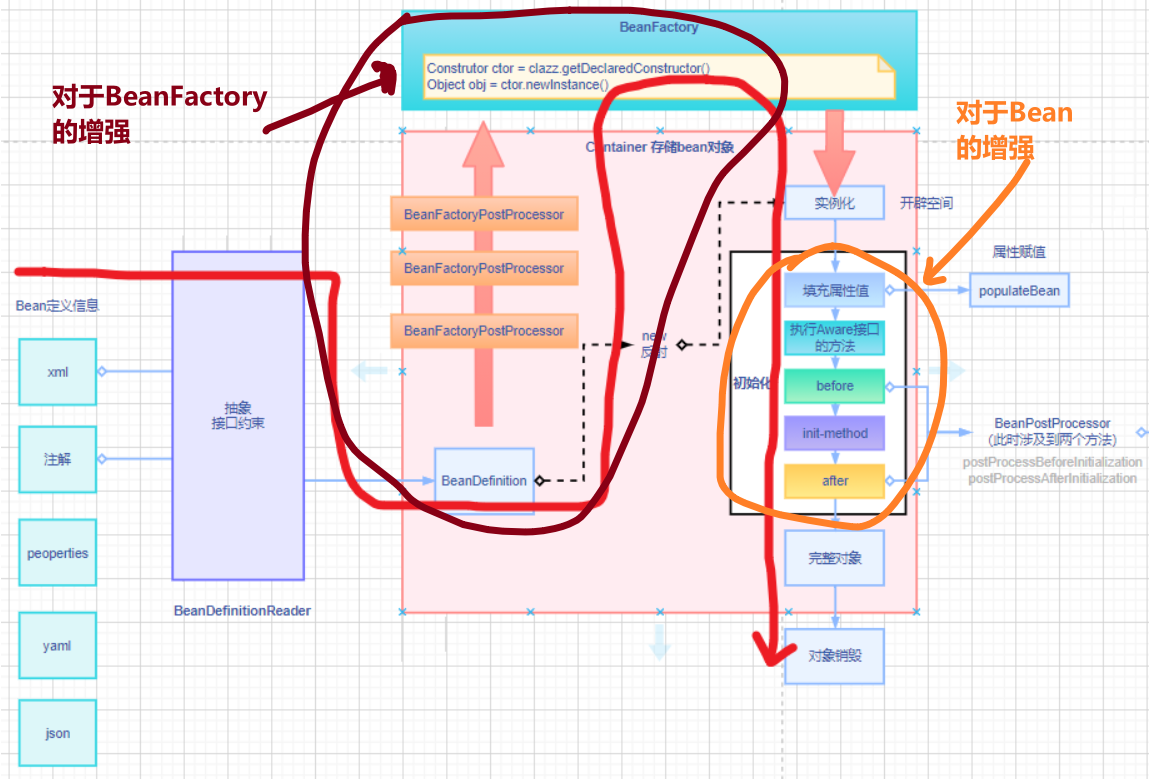 BeanFactory
Construtor ctor = clazz.getDeclaredConstructor()
Object obj = ctor.newInstance()
对于BeanFactory
的增强
对于Bean
的增强
Container 存储bean对象
BeanFactoryPostProcessor
BeanFactoryPostProcessor
BeanFactoryPostProcessor
实例化
开辟空间
属性赋值
填充属性值
populateBean
执行Aware接口
的方法
初始化
before
init-method
after
BeanPostProcessor
(此时涉及到两个方法)
postProcessBeforeInitialization
postProcessAfterInitialization
完整对象
对象销毁
new
反射
BeanDefinition
Bean定义信息
xml
注解
peoperties
yaml
json
抽象
接口约束
BeanDefinitionReader